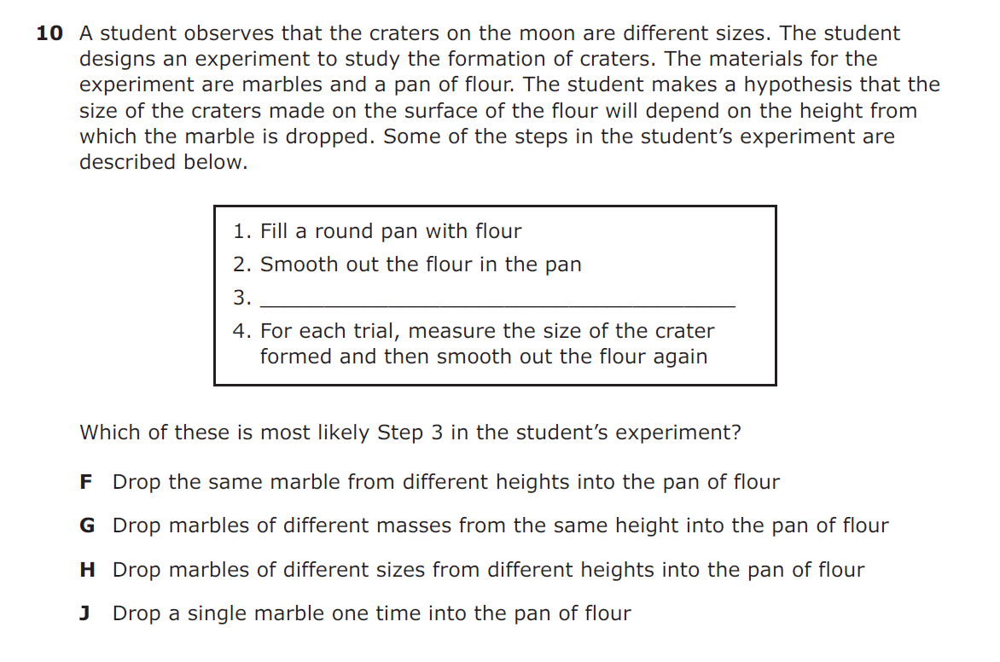 10 A student observes that the craters on the moon are different sizes. The student
designs an experiment to study the formation of craters. The materials for the
experiment are marbles and a pan of flour. The student makes a hypothesis that the
size of the craters made on the surface of the flour will depend on the height from
which the marble is dropped. Some of the steps in the student’s experiment are
described below.
1. Fill a round pan with flour
2. Smooth out the flour in the pan
3. ______________________________________________
4. For each trial, measure the size of the crater
formed and then smooth out the flour again
Which of these is most likely Step 3 in the student’s experiment?
F Drop the same marble from different heights into the pan of flour
G Drop marbles of different masses from the same height into the pan of flour
H Drop marbles of different sizes from different heights into the pan of flour
J Drop a single marble one time into the pan of flour